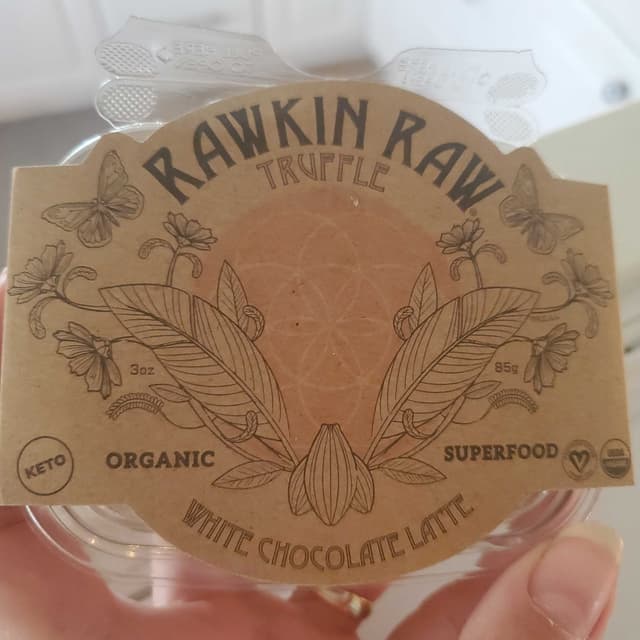 RAWKIN RAW
TRUFFLE
3oz
85g
KETO
ORGANIC
SUPERFOOD
WHITE CHOCOLATE LATTE